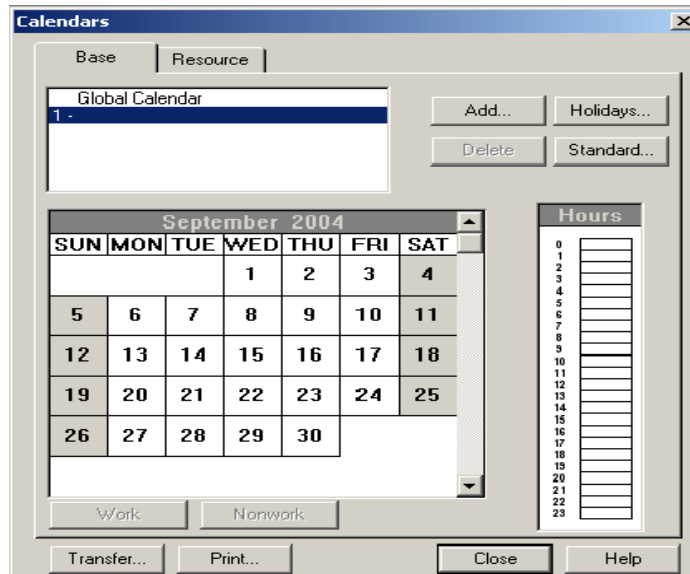 Calendars
Base Resource
Global Calendar
1 -
Add... Holidays...
Delete Standard...
September 2004
SUN MON TUE WED THU FRI SAT
1 2 3 4
5 6 7 8 9 10 11
12 13 14 15 16 17 18
19 20 21 22 23 24 25
26 27 28 29 30
Hours
0
1
2
3
4
5
6
7
8
9
10
11
12
13
14
15
16
17
18
19
20
21
22
23
Work Nonwork
Transfer... Print... Close Help